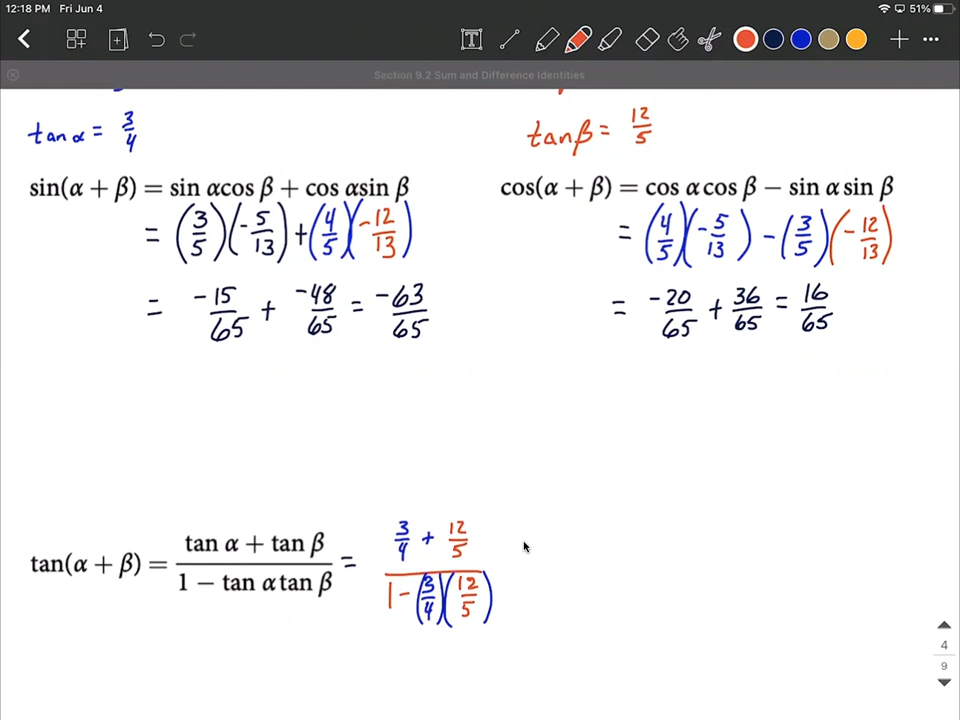 12:18 PM Fri Jun 4 51%
Section 9.2 Sum and Difference Identities
tan α = 3/4
tan β = 12/5
sin(α + β) = sin αcos β + cos αsin β
= (3/5)(-5/13) + (4/5)(-12/13)
= -15/65 + -48/65 = -63/65
cos(α + β) = cos α cos β − sin α sin β
= (4/5)(-5/13) - (3/5)(-12/13)
= -20/65 + 36/65 = 16/65
tan(α + β) = (tan α + tan β)/(1 − tan α tan β) = (3/4 + 12/5)/(1 - (3/4)(12/5))
4
9